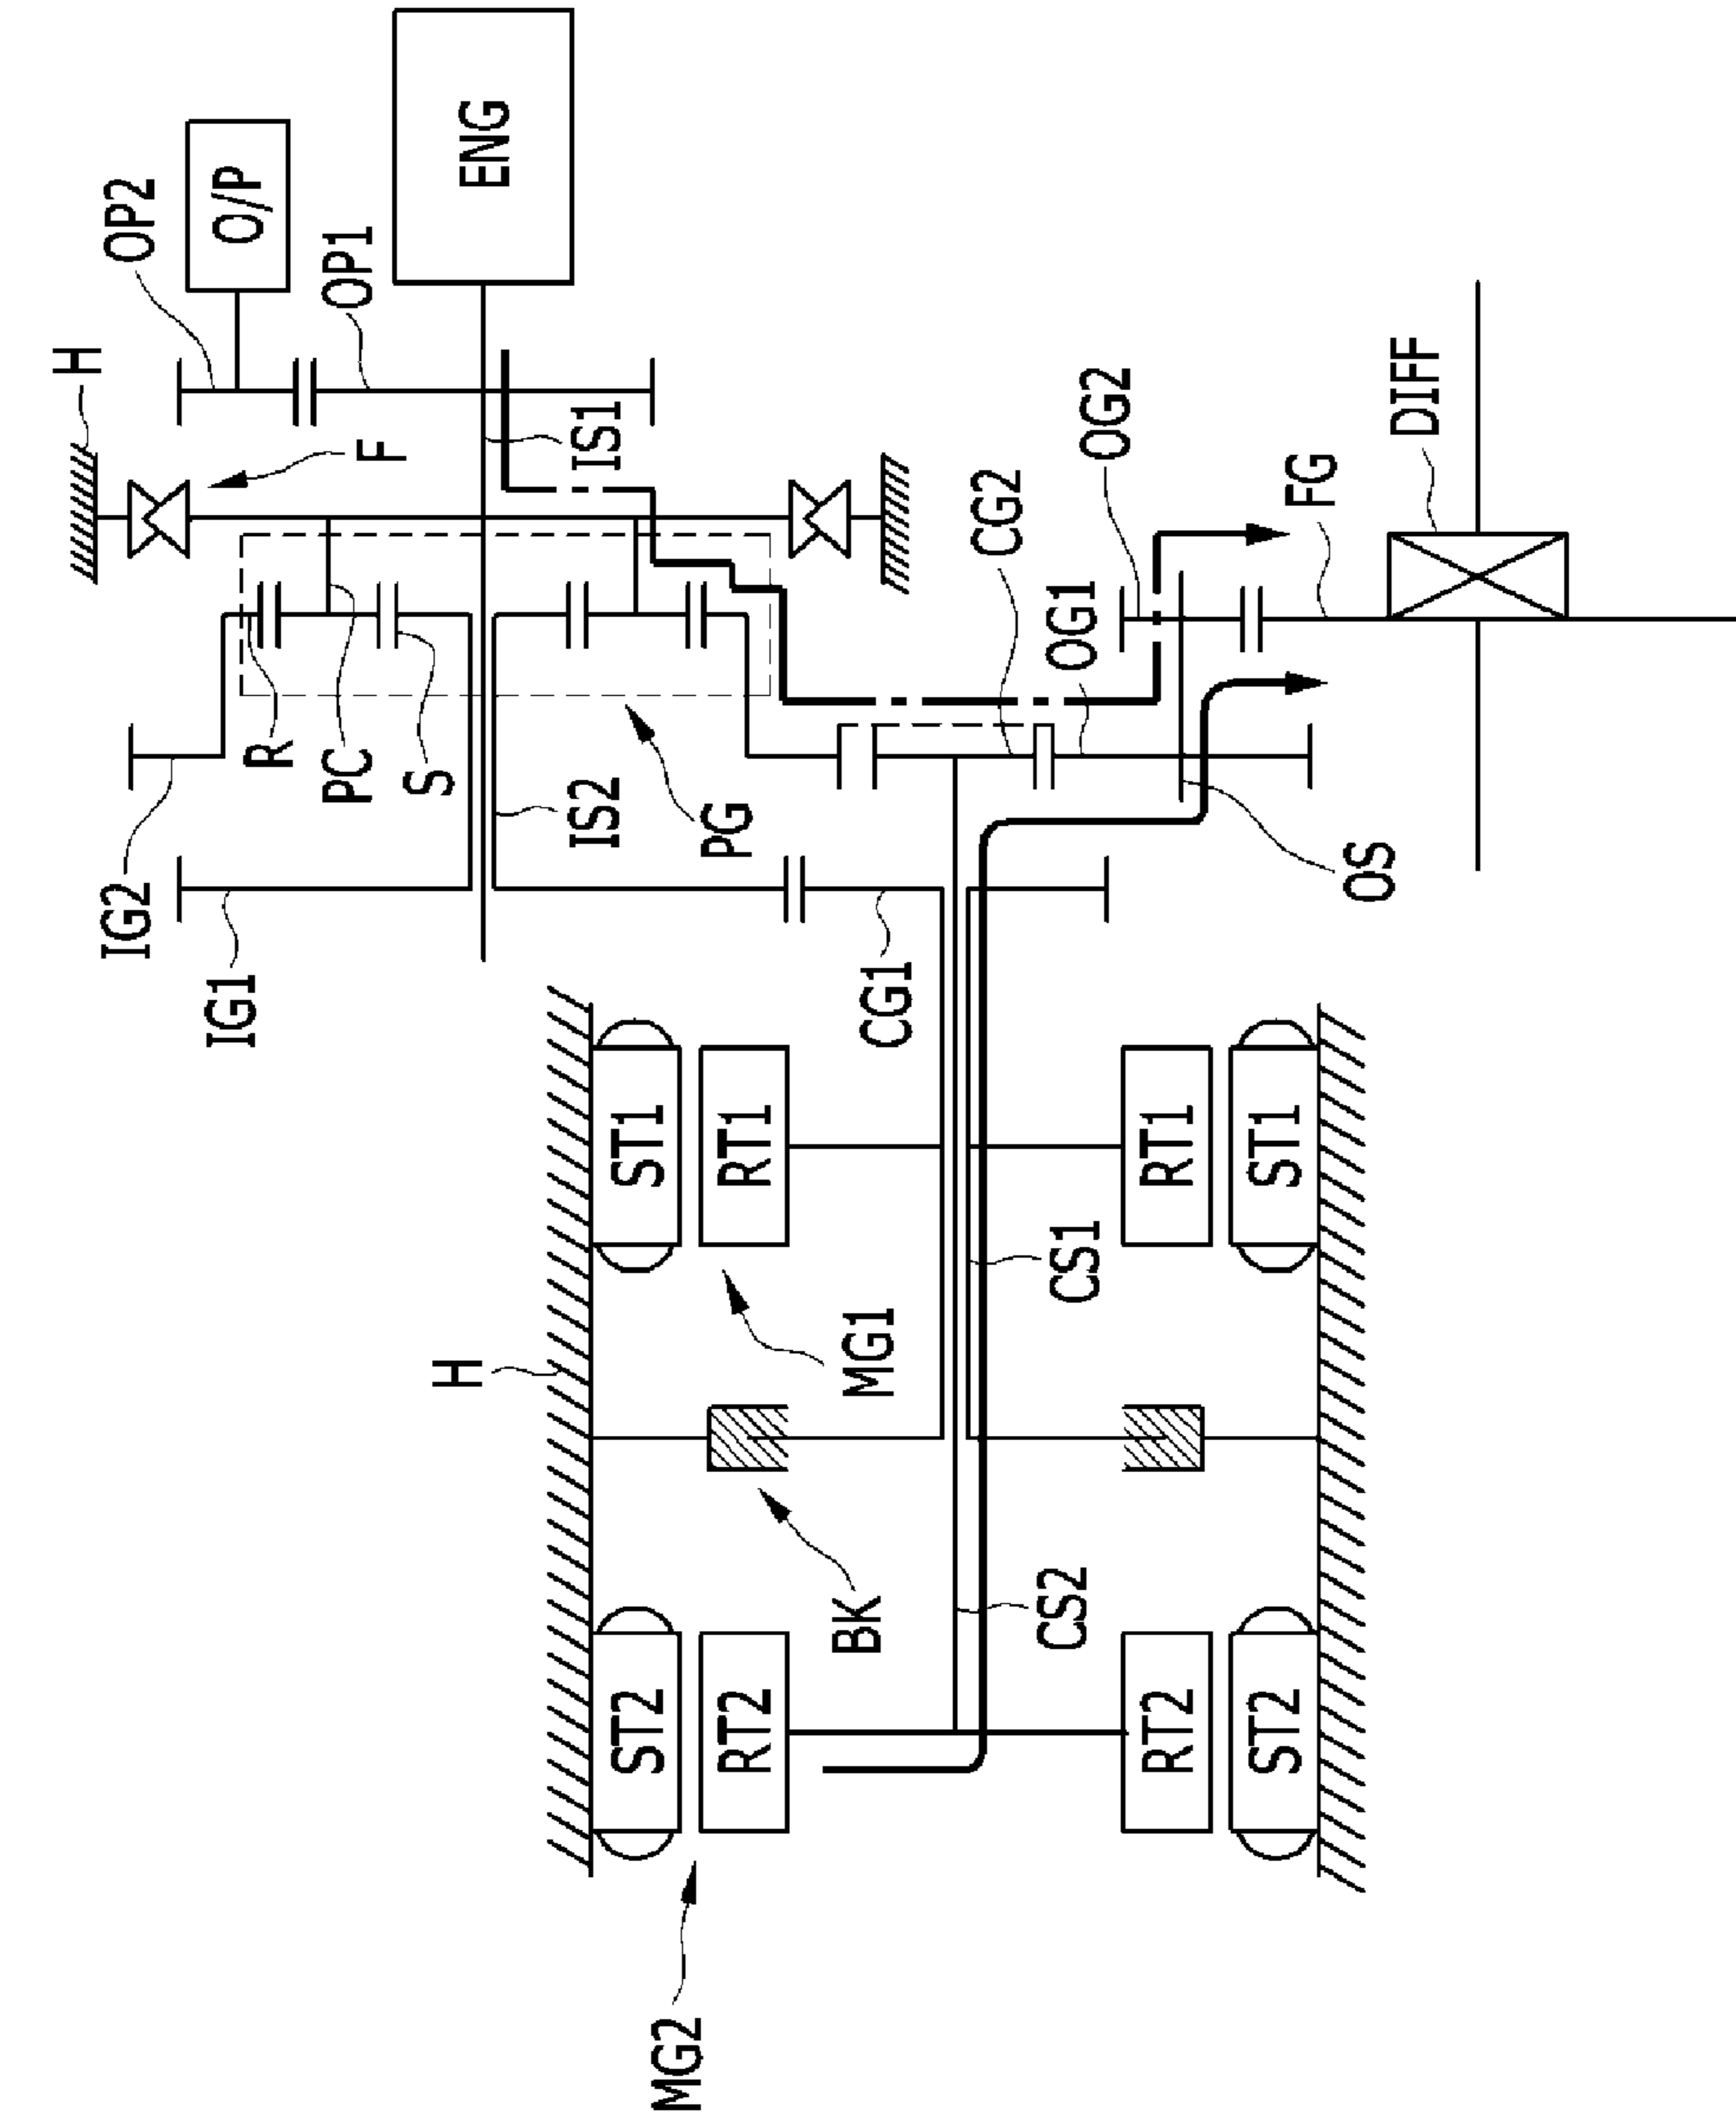 H
OP2
O/P
ENG
OP1
F
IS1
CG2
OG2
OG1
FG
DIFF
R
PC
S
IS2
PG
OS
IG2
IG1
CG1
ST1
RT1
RT1
ST1
CS1
MG1
H
BK
CS2
ST2
RT2
RT2
ST2
MG2